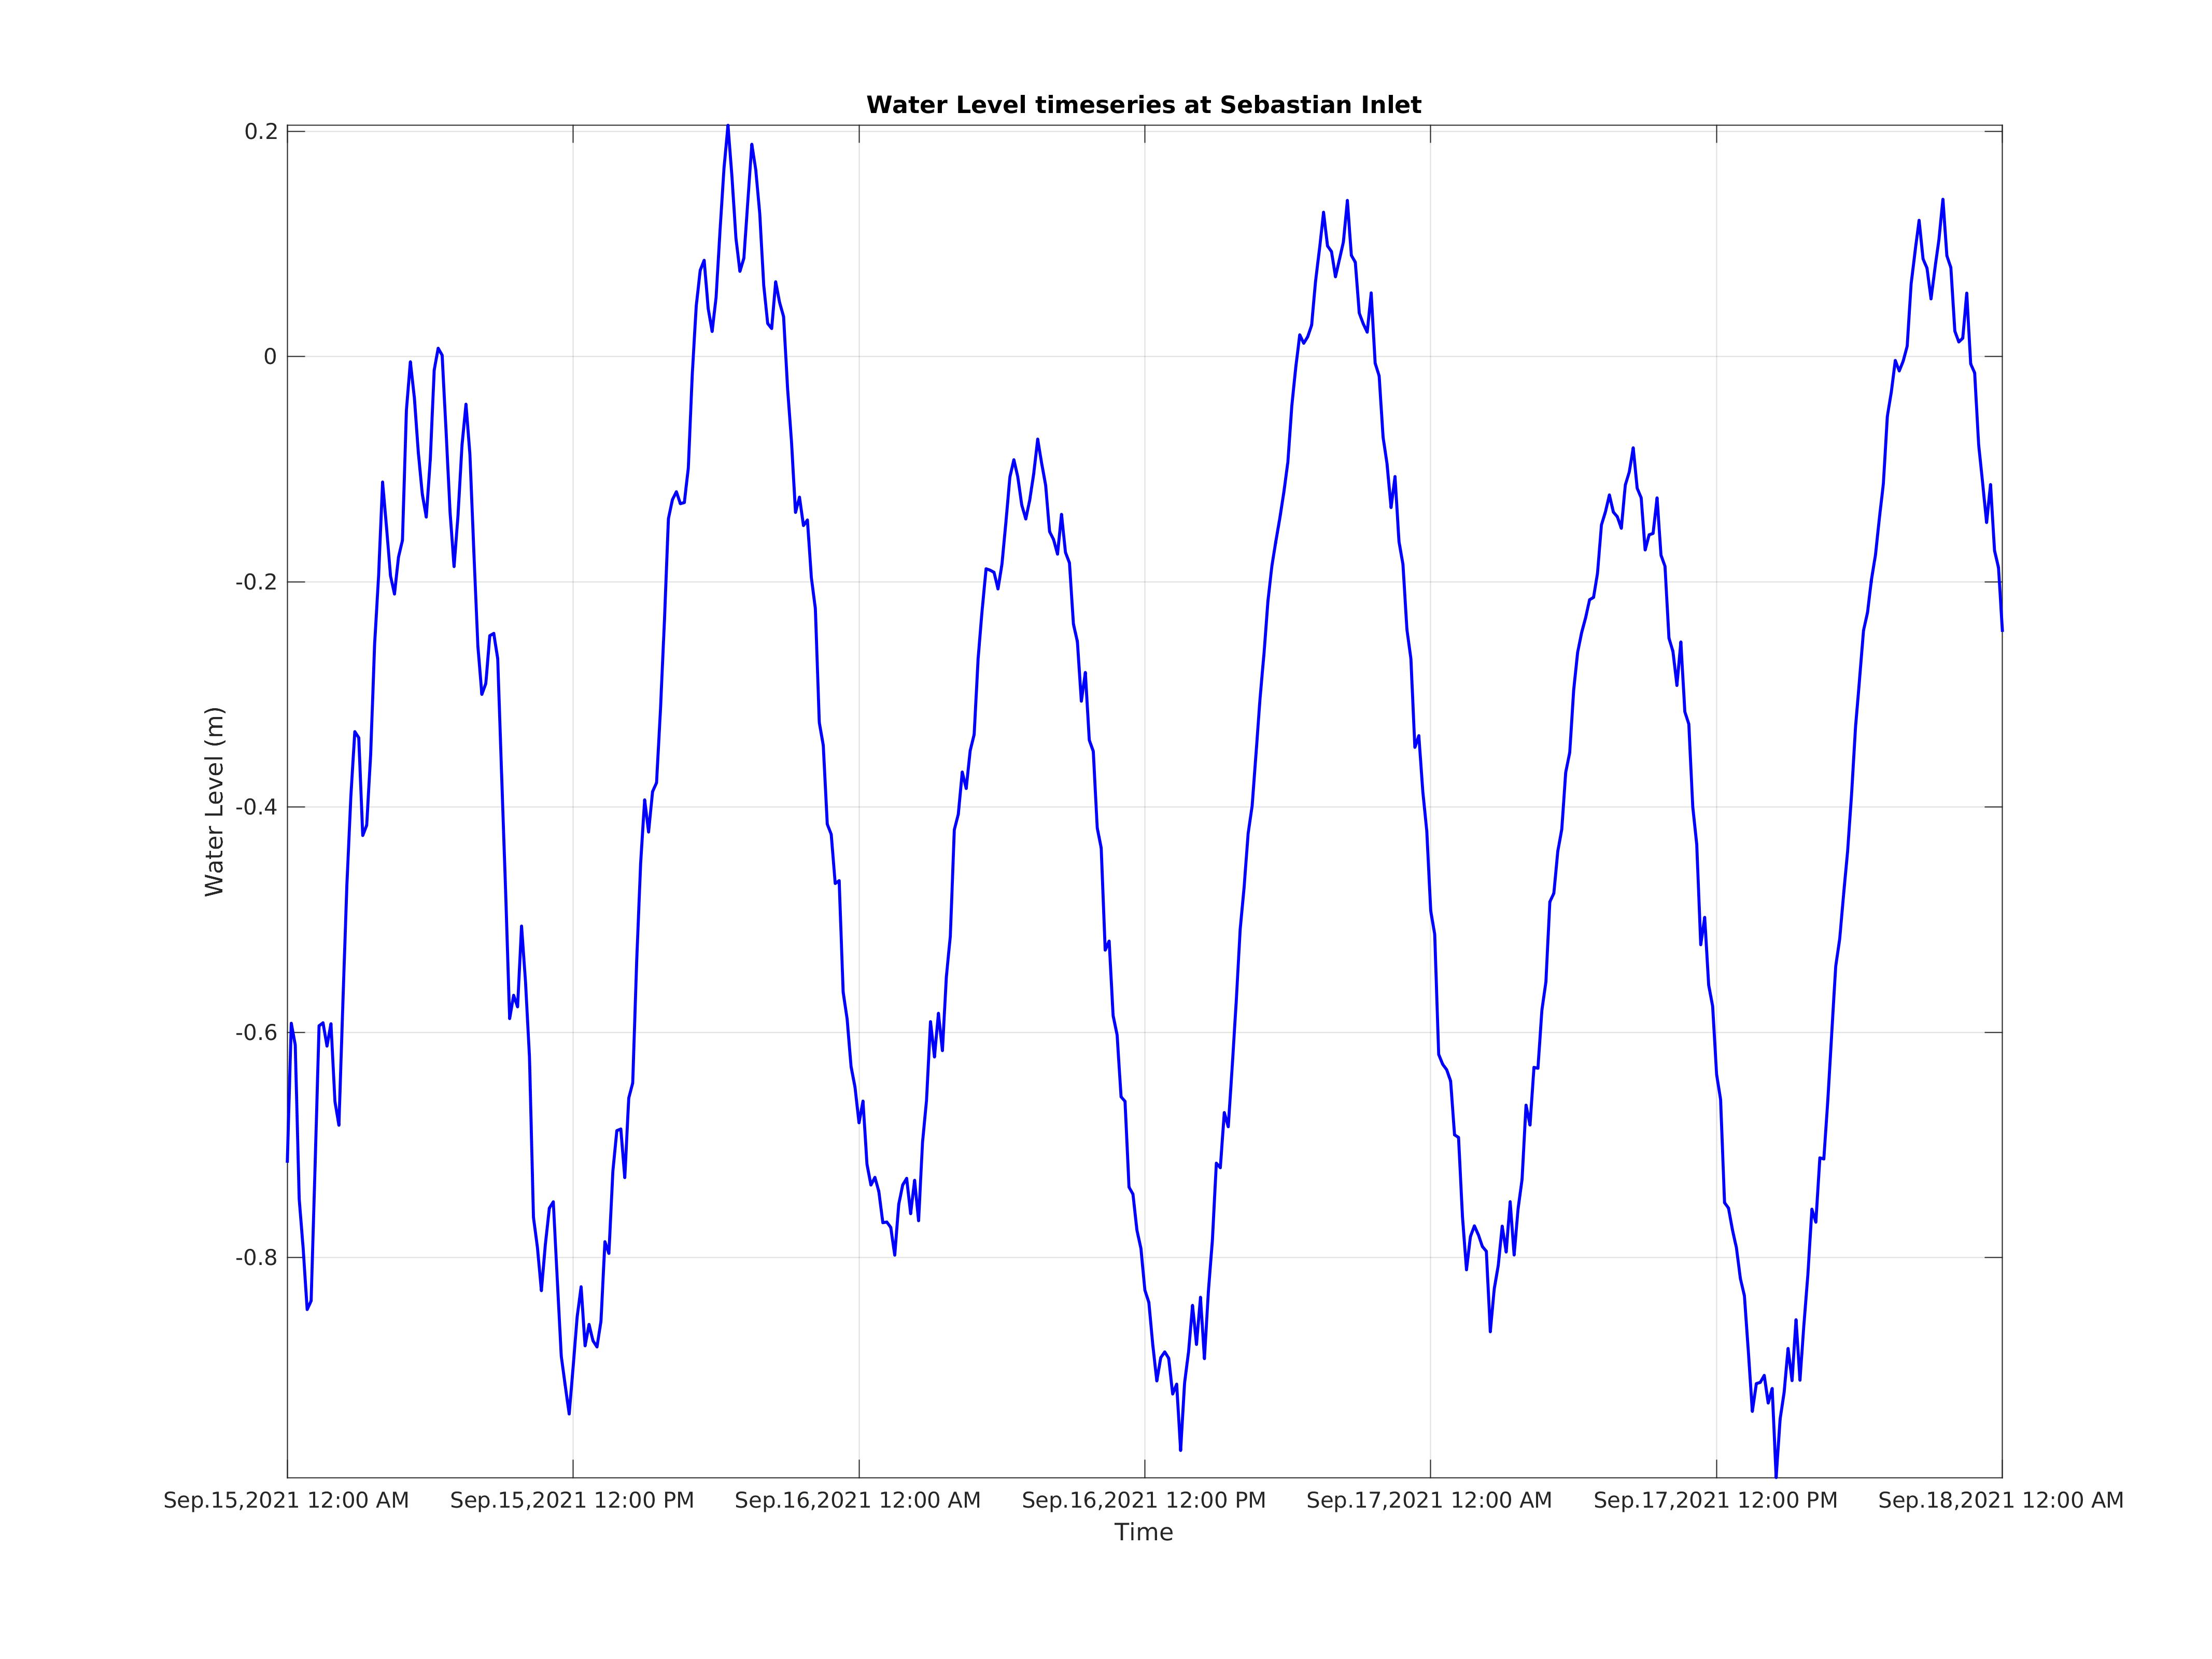 Water Level timeseries at Sebastian Inlet
0.2
0
-0.2
-0.4
-0.6
-0.8
Water Level (m)
Sep.15,2021 12:00 AM
Sep.15,2021 12:00 PM
Sep.16,2021 12:00 AM
Sep.16,2021 12:00 PM
Sep.17,2021 12:00 AM
Sep.17,2021 12:00 PM
Sep.18,2021 12:00 AM
Time